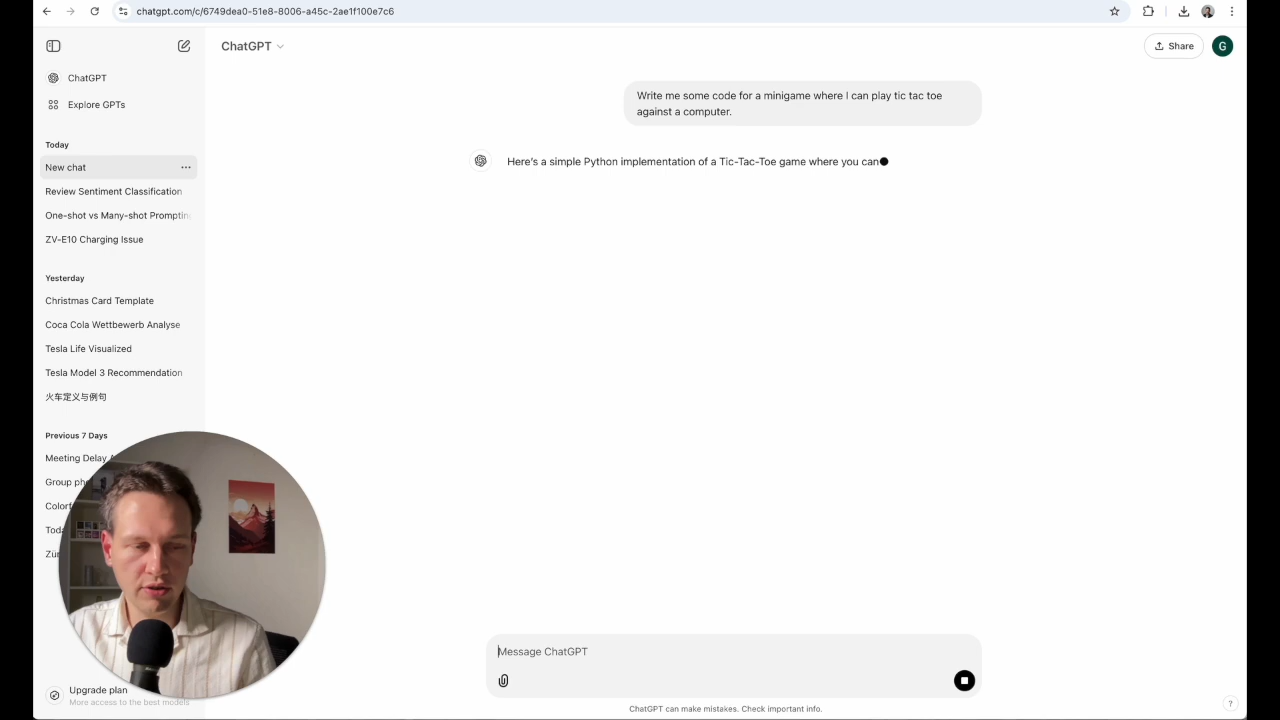 chatgpt.com/c/6749dea0-51e8-8006-a45c-2ae1f100e7c6
ChatGPT
Share
G
ChatGPT
Explore GPTs
Today
New chat
Review Sentiment Classification
One-shot vs Many-shot Prompting
ZV-E10 Charging Issue
Yesterday
Christmas Card Template
Coca Cola Wettbewerb Analyse
Tesla Life Visualized
Tesla Model 3 Recommendation
火车定义与例句
Previous 7 Days
Meeting Delay
Group
Upgrade plan
More access to the best models
Write me some code for a minigame where I can play tic tac toe
against a computer.
Here's a simple Python implementation of a Tic-Tac-Toe game where you can
Message ChatGPT
ChatGPT can make mistakes. Check important info.
?